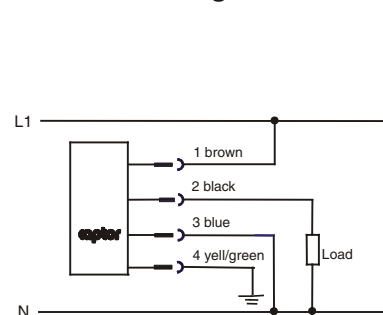 L1
1 brown
2 black
captor
3 blue
4 yell/green
Load
N